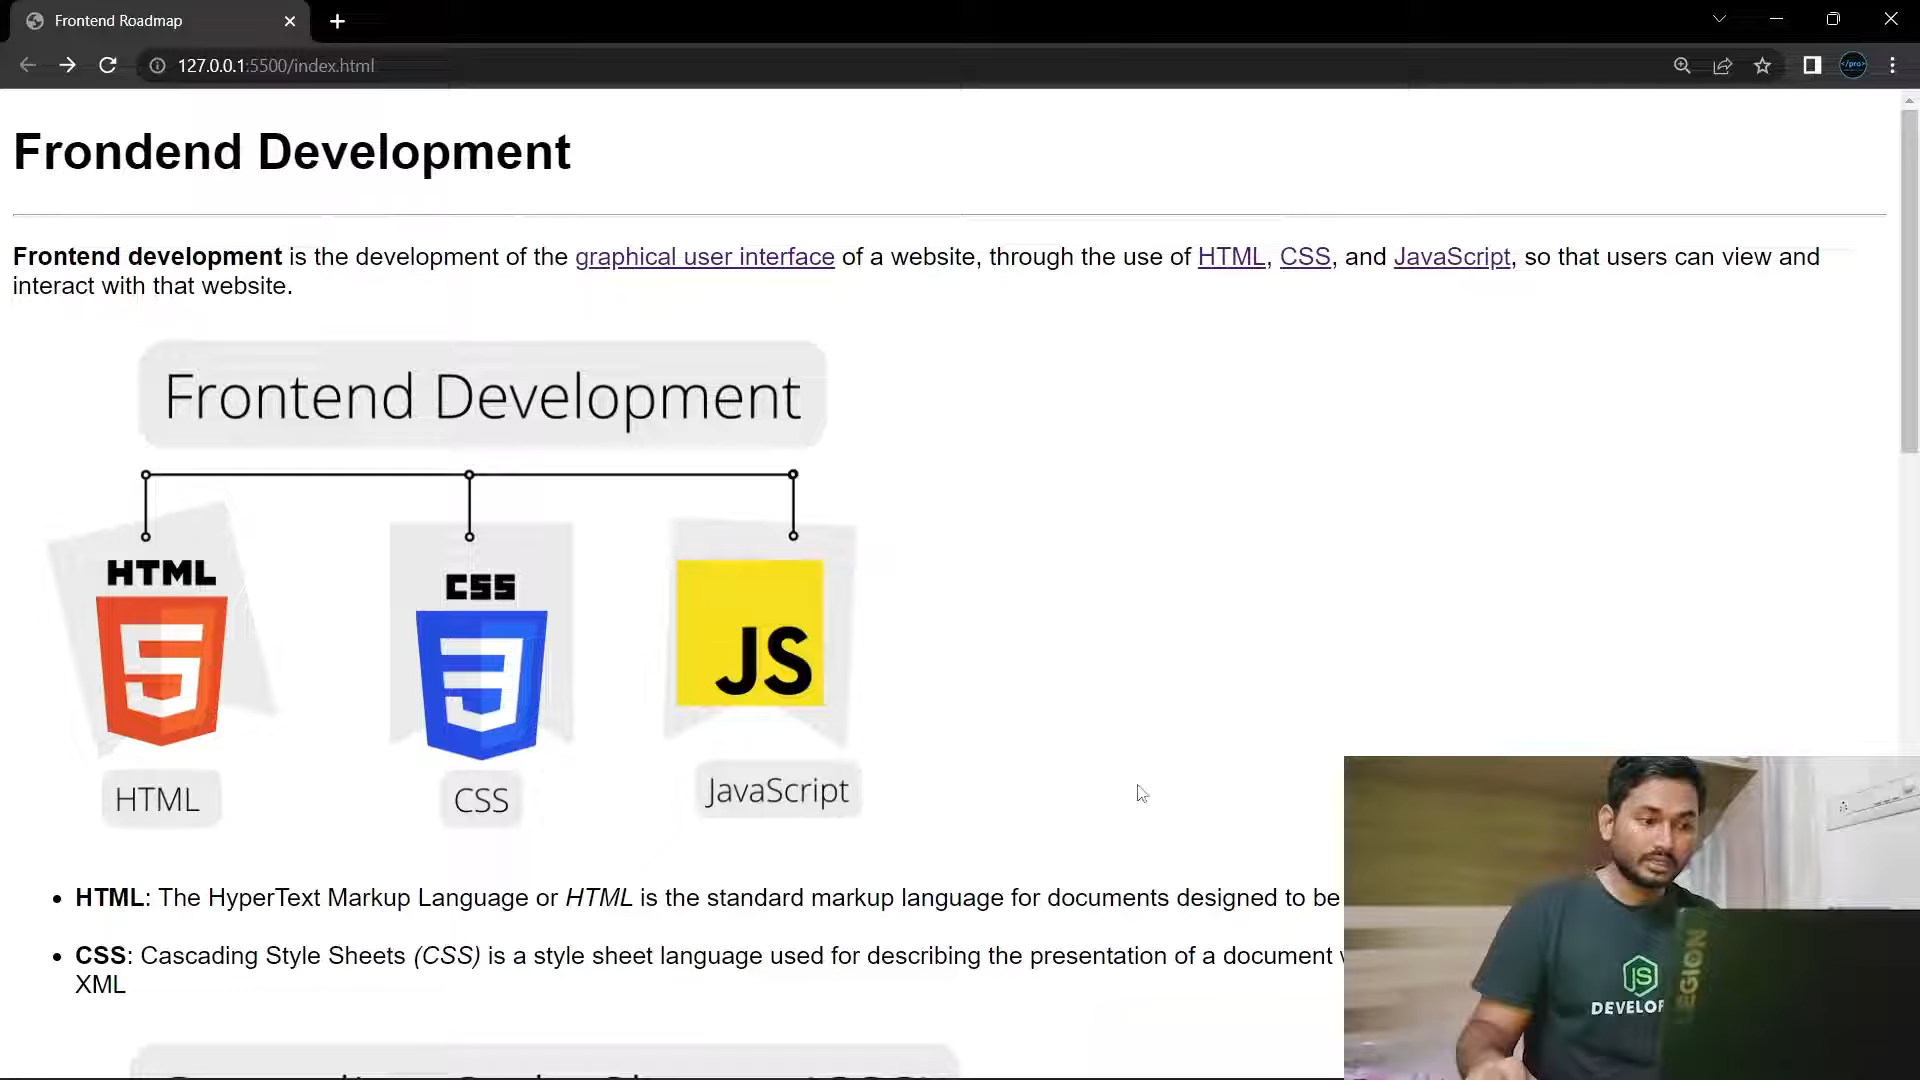 Frontend Roadmap
127.0.0.1:5500/index.html
</pro>
Frondend Development
Frontend development is the development of the graphical user interface of a website, through the use of HTML, CSS, and JavaScript, so that users can view and
interact with that website.
Frontend Development
HTML
CSS
JS
HTML
CSS
JavaScript
• HTML: The HyperText Markup Language or HTML is the standard markup language for documents designed to be
• CSS: Cascading Style Sheets (CSS) is a style sheet language used for describing the presentation of a document
XML
JS
DEVELOP
LEGION